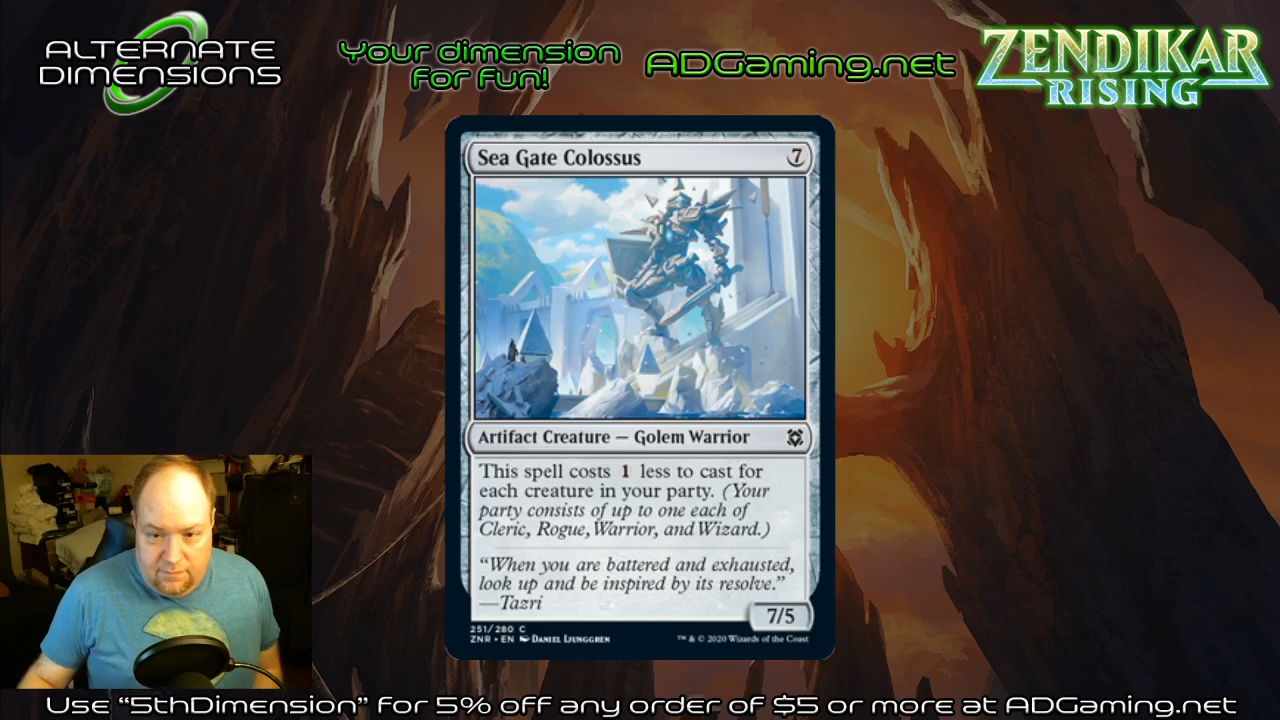 ALTERNATE
DIMENSIONS
Your dimension
for fun!
ADGaming.net
ZENDIKAR
RISING
Sea Gate Colossus 7
Artifact Creature — Golem Warrior
This spell costs 1 less to cast for
each creature in your party. (Your
party consists of up to one each of
Cleric, Rogue, Warrior, and Wizard.)
“When you are battered and exhausted,
look up and be inspired by its resolve.”
—Tazri
7/5
251/280 C
ZNR • EN DANIEL LJUNGGREN
™ & © 2020 Wizards of the Coast
Use “5thDimension” for 5% off any order of $5 or more at ADGaming.net